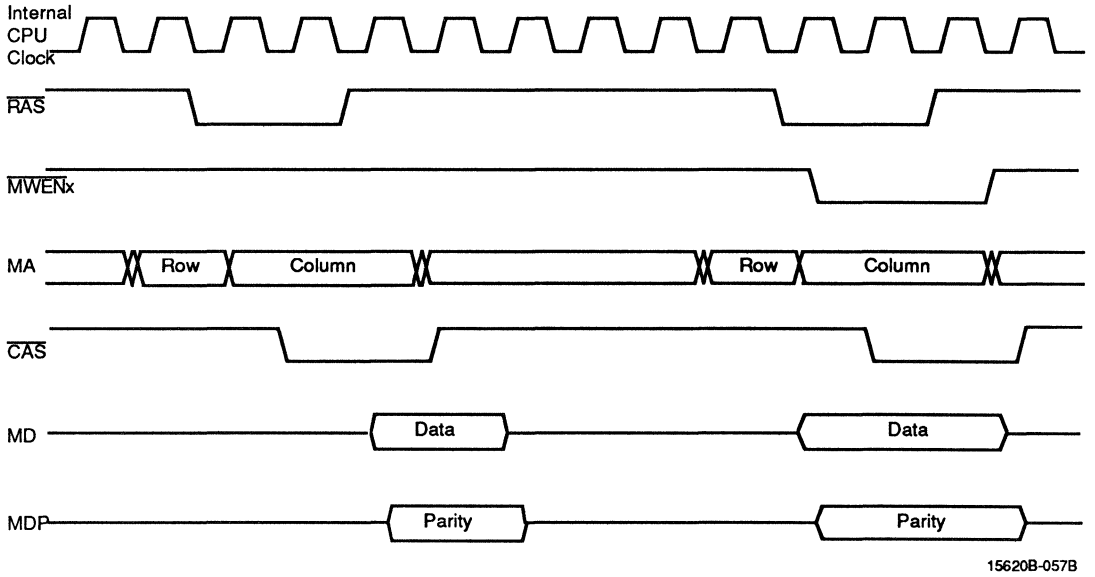 Internal
CPU
Clock
RAS
MWENx
MA Row Column Row Column
CAS
MD Data Data
MDP Parity Parity
15620B-057B